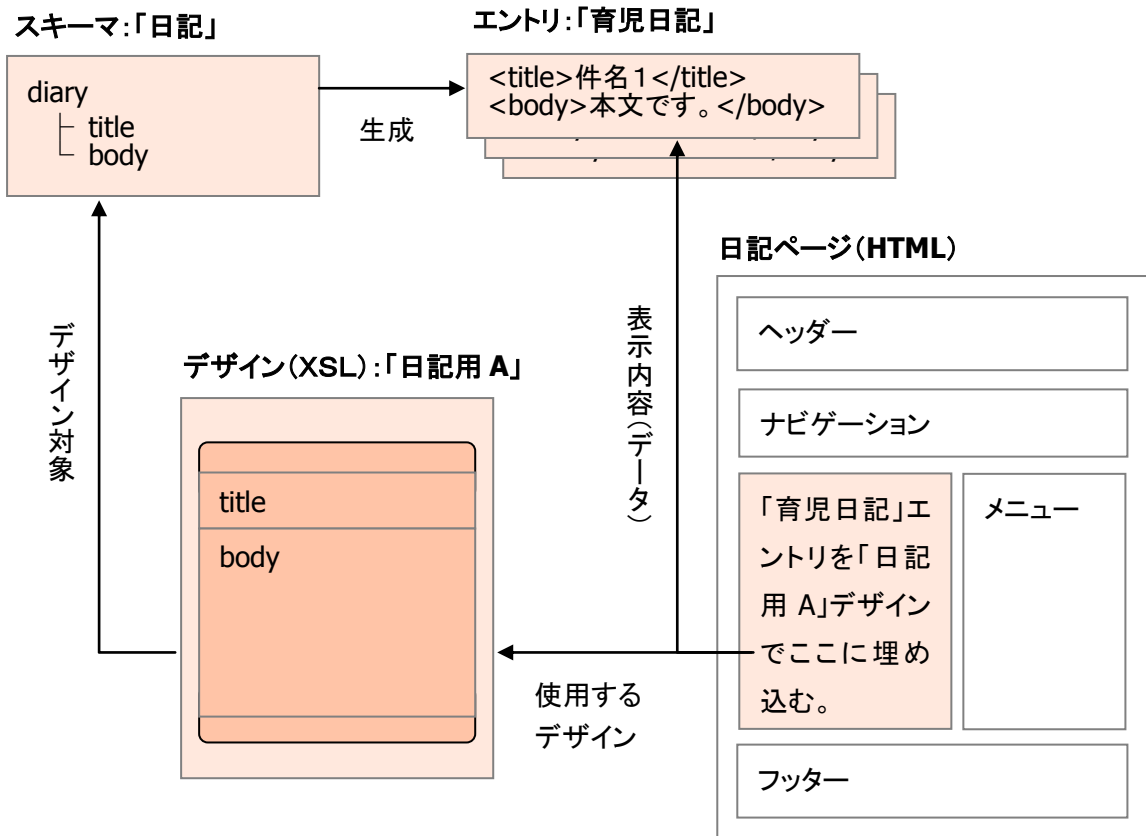 スキーマ:「日記」
diary
title
body
生成
エントリ:「育児日記」
<title>件名1</title>
<body>本文です。</body>
デザイン対象
デザイン(XSL):「日記用 A」
title
body
表示内容(データ)
使用する
デザイン
日記ページ(HTML)
ヘッダー
ナビゲーション
「育児日記」エ
ントリを「日記
用 A」デザイン
でここに埋め
込む。
メニュー
フッター